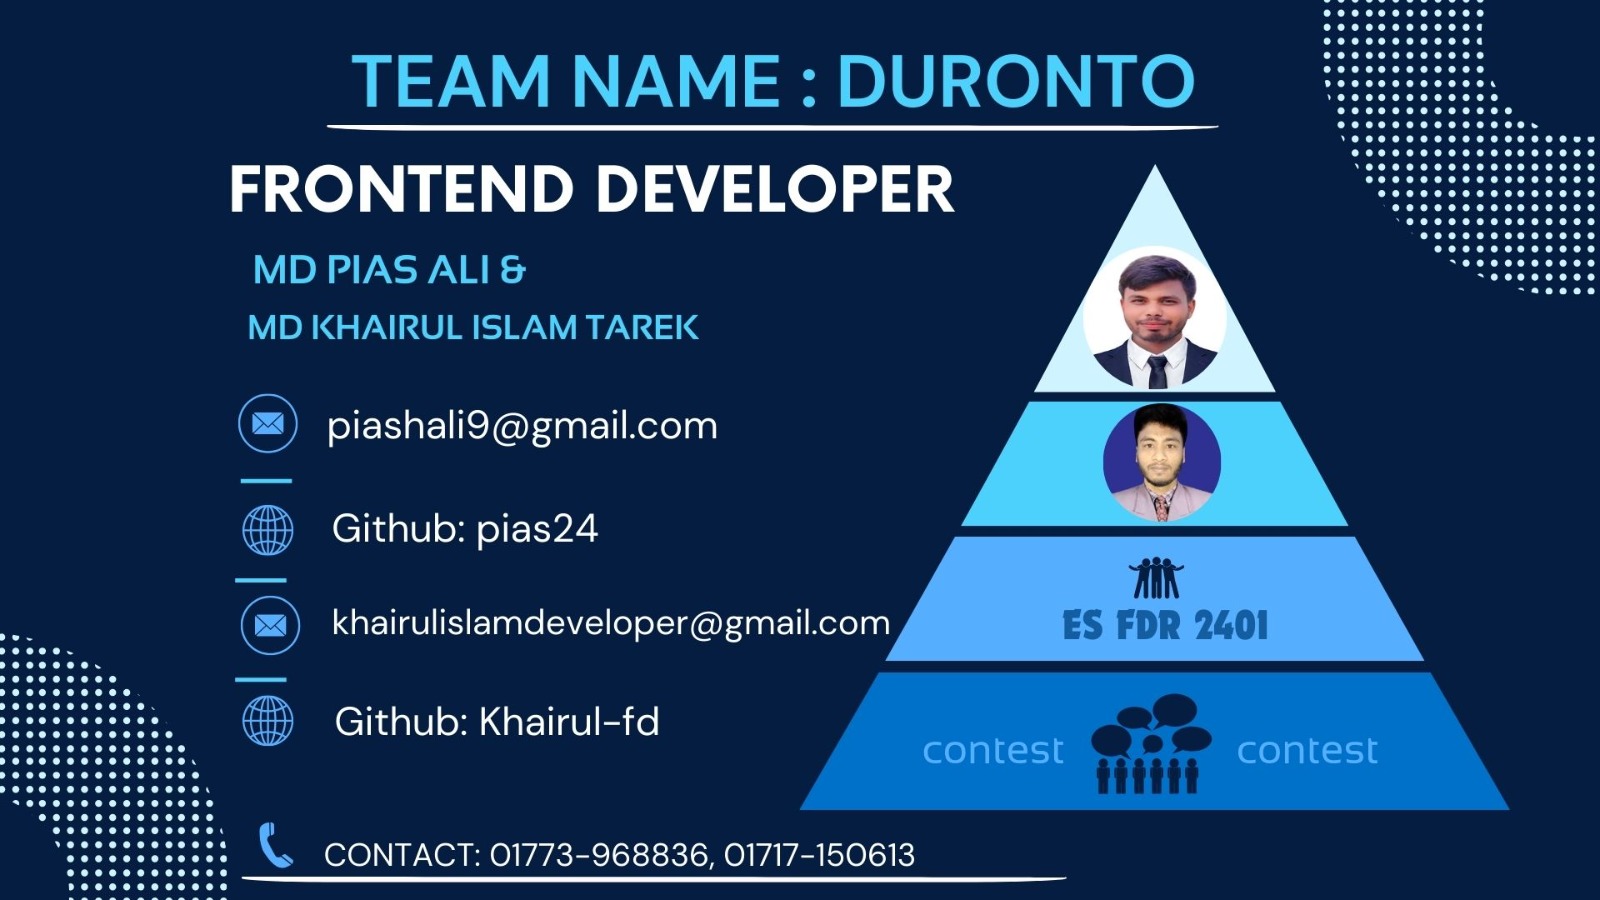 TEAM NAME : DURONTO
FRONTEND DEVELOPER
MD PIAS ALI &
MD KHAIRUL ISLAM TAREK
piashali9@gmail.com
Github: pias24
khairulislamdeveloper@gmail.com
Github: Khairul-fd
CONTACT: 01773-968836, 01717-150613
ES FDR 2401
contest contest